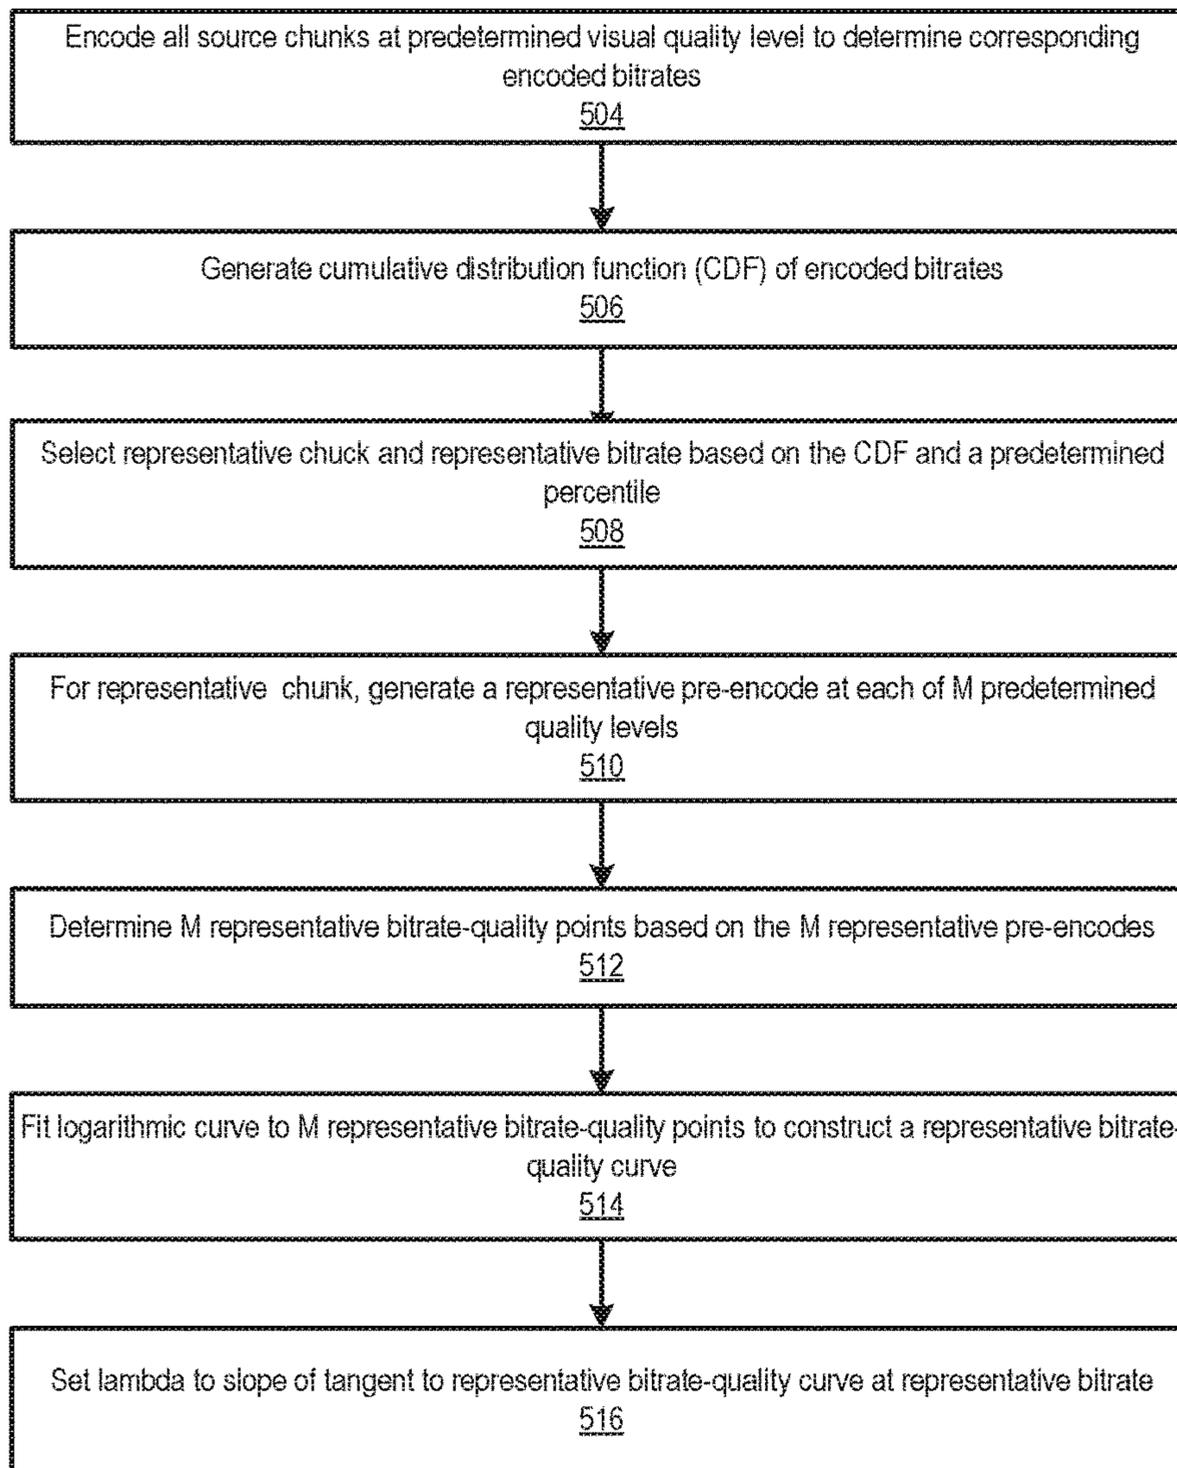 Encode all source chunks at predetermined visual quality level to determine corresponding
encoded bitrates
504
Generate cumulative distribution function (CDF) of encoded bitrates
506
Select representative chuck and representative bitrate based on the CDF and a predetermined
percentile
508
For representative chunk, generate a representative pre-encode at each of M predetermined
quality levels
510
Determine M representative bitrate-quality points based on the M representative pre-encodes
512
Fit logarithmic curve to M representative bitrate-quality points to construct a representative bitrate-
quality curve
514
Set lambda to slope of tangent to representative bitrate-quality curve at representative bitrate
516